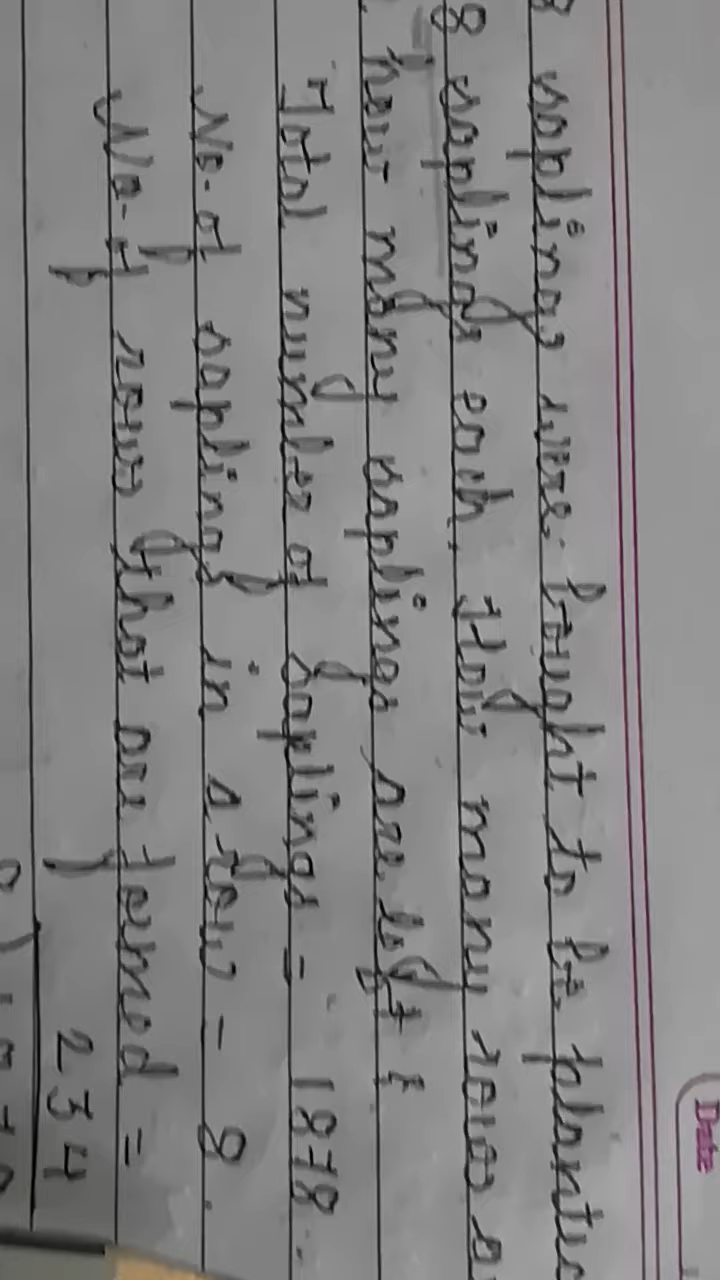 Date
8 saplings were bought to be planted
8 saplings each. How many rows
how many saplings are left?
Total number of saplings = 1878.
No. of saplings in a row = 8.
No. of rows that are formed =
234